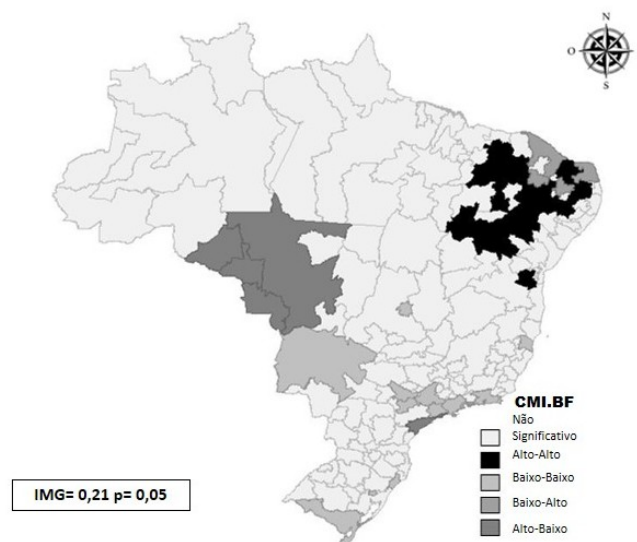 N
O
E
S
CMI.BF
Não
Significativo
Alto-Alto
Baixo-Baixo
Baixo-Alto
Alto-Baixo
IMG= 0,21 p= 0,05